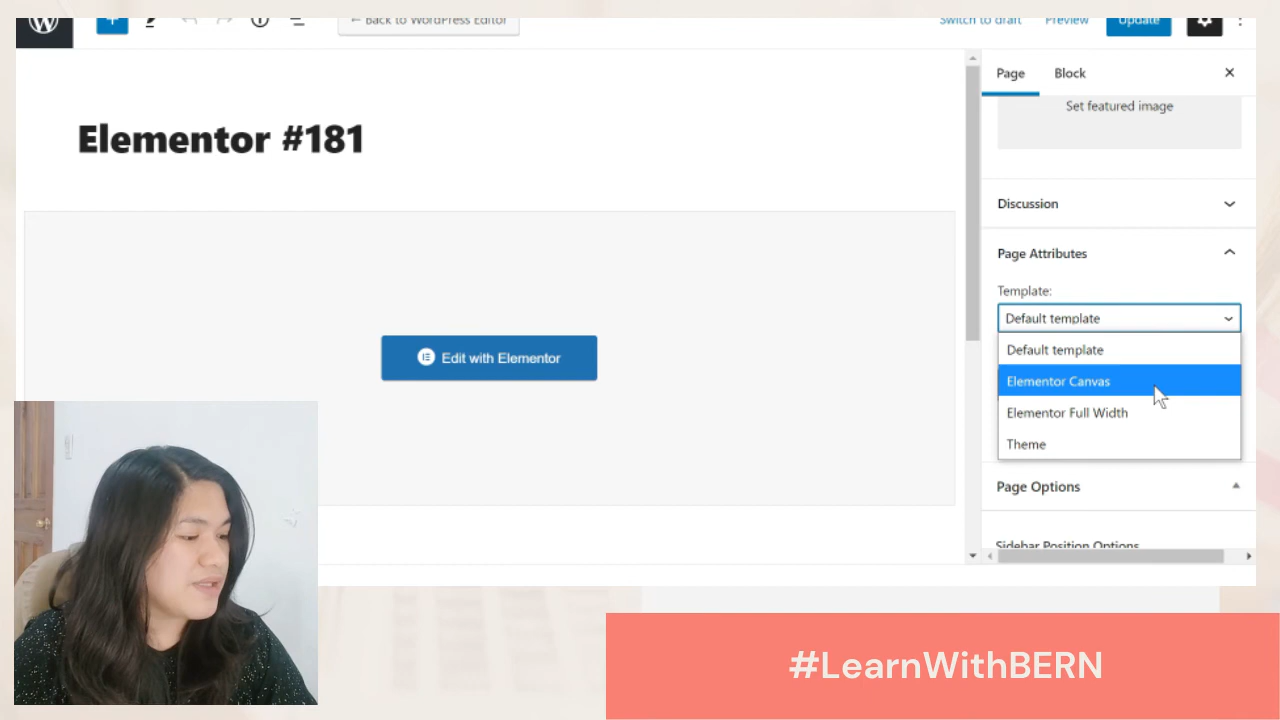 ← Back to WordPress Editor
Switch to draft
Preview
Update
Page
Block
Set featured image
Elementor #181
Discussion
Page Attributes
Template:
Default template
Default template
Elementor Canvas
Elementor Full Width
Theme
Edit with Elementor
Page Options
Sidebar Position Options
#LearnWithBERN